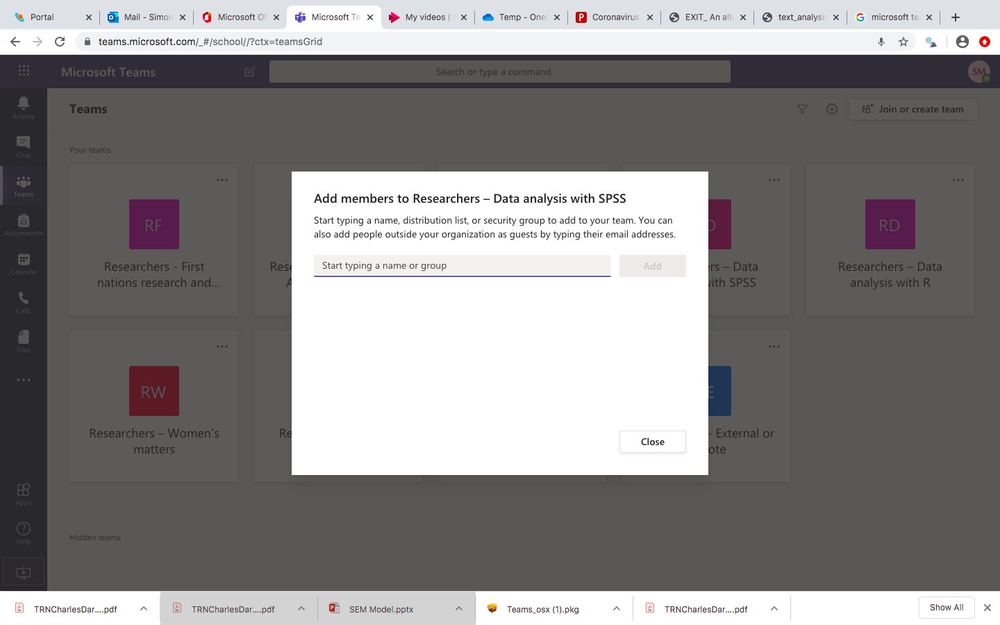 Portal
Mail - Simon
Microsoft Of
Microsoft Te
My videos |
Temp - Onel
Coronavirus
EXIT_ An alte
text_analysis
microsoft te
teams.microsoft.com/_#/school//?ctx=teamsGrid
Microsoft Teams
Search or type a command
SM
Activity
Chat
Teams
Assignments
Calendar
Calls
Files
Apps
Help
Teams
Join or create team
Your teams
RF
Researchers - First
nations research and...
Add members to Researchers – Data analysis with SPSS
Start typing a name, distribution list, or security group to add to your team. You can
also add people outside your organization as guests by typing their email addresses.
Start typing a name or group
Add
Close
D
rs – Data
with SPSS
RD
Researchers – Data
analysis with R
RW
Researchers – Women's
matters
Re
E
- External or
ote
Hidden teams
TRNCharlesDar....pdf
TRNCharlesDar....pdf
SEM Model.pptx
Teams_osx (1).pkg
TRNCharlesDar....pdf
Show All